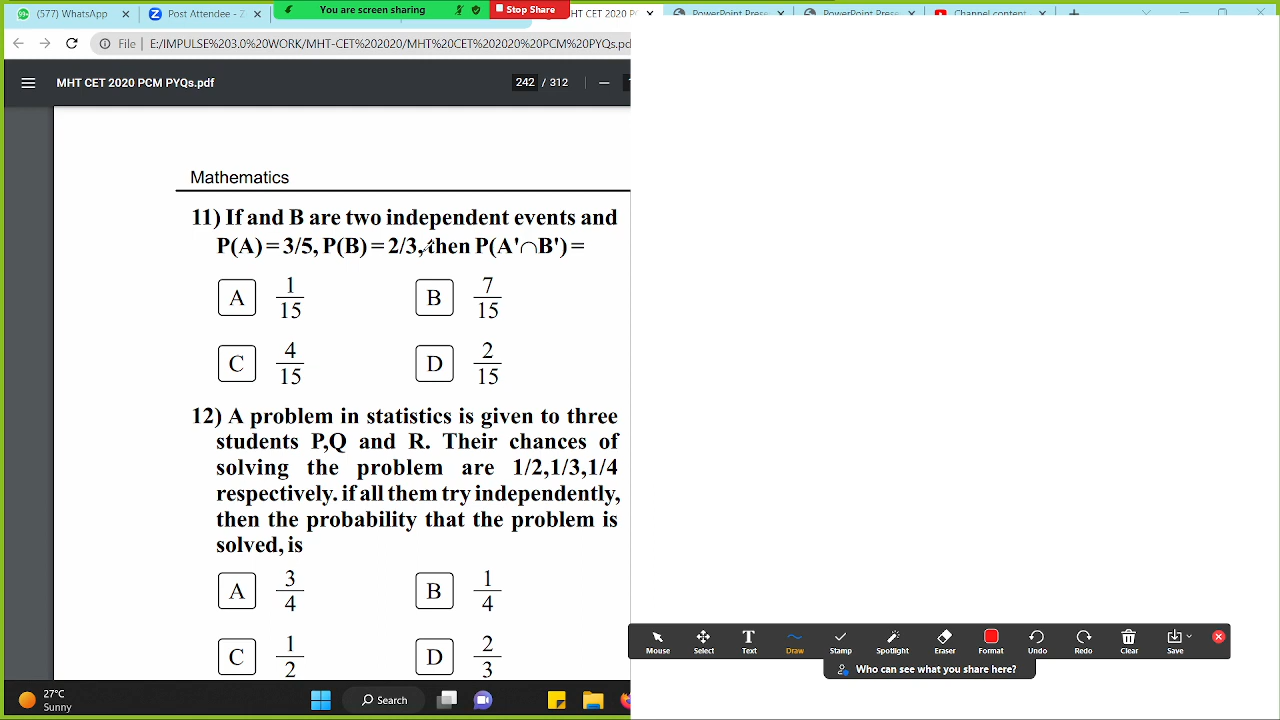 (577) WhatsApp
Post Attendee - 7
You are screen sharing
Stop Share
HT CET 2020 P
PowerPoint Pres
PowerPoint Pres
Channel content
File E:/IMPULSE%203.0%20WORK/MHT-CET%202020/MHT%20CET%202020%20PCM%20PYQs.pd
MHT CET 2020 PCM PYQs.pdf
242 / 312
Mathematics
11) If and B are two independent events and
P(A) = 3/5, P(B) = 2/3, then P(A'∩B') =
A 1/15 B 7/15
C 4/15 D 2/15
12) A problem in statistics is given to three
students P,Q and R. Their chances of
solving the problem are 1/2,1/3,1/4
respectively. if all them try independently,
then the probability that the problem is
solved, is
A 3/4 B 1/4
C 1/2 D 2/3
Mouse Select Text Draw Stamp Spotlight Eraser Format Undo Redo Clear Save
Who can see what you share here?
27°C
Sunny
Search